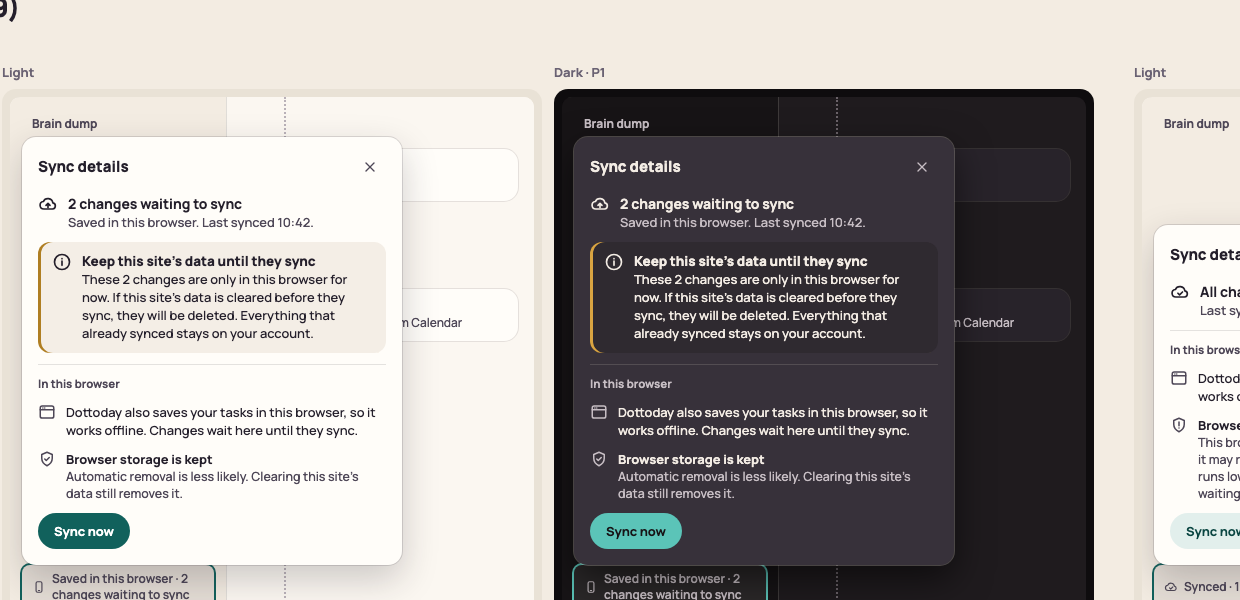 9)
Light
Brain dump
Sync details
2 changes waiting to sync
Saved in this browser. Last synced 10:42.
Keep this site's data until they sync
These 2 changes are only in this browser for
now. If this site's data is cleared before they
sync, they will be deleted. Everything that
already synced stays on your account.
In this browser
Dottoday also saves your tasks in this browser, so it
works offline. Changes wait here until they sync.
Browser storage is kept
Automatic removal is less likely. Clearing this site's
data still removes it.
Sync now
Saved in this browser · 2
changes waiting to sync
Calendar
Dark · P1
Brain dump
Sync details
2 changes waiting to sync
Saved in this browser. Last synced 10:42.
Keep this site's data until they sync
These 2 changes are only in this browser for
now. If this site's data is cleared before they
sync, they will be deleted. Everything that
already synced stays on your account.
In this browser
Dottoday also saves your tasks in this browser, so it
works offline. Changes wait here until they sync.
Browser storage is kept
Automatic removal is less likely. Clearing this site's
data still removes it.
Sync now
Saved in this browser · 2
changes waiting to sync
Calendar
Light
Brain dump
Sync
All
Last
In this
works
This
it may
runs
waiting
Sync now
Synced · 1